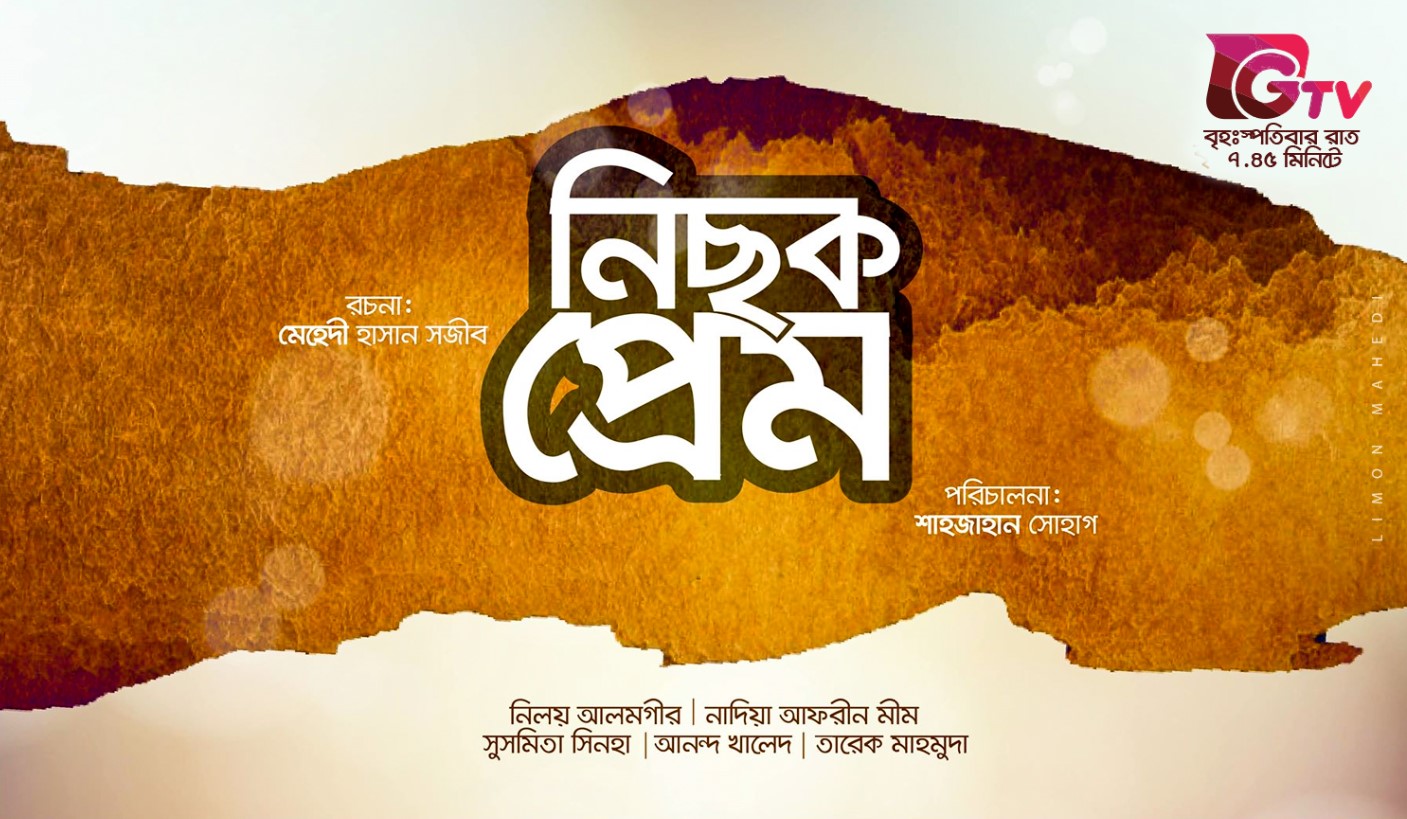 GTV
বৃহঃস্পতিবার রাত
৭.৪৫ মিনিটে
নিছক
প্রেম
রচনা:
মেহেদী হাসান সজীব
পরিচালনা:
শাহজাহান সোহাগ
LIMON MAHEDI
নিলয় আলমগীর | নাদিয়া আফরীন মীম
সুসমিতা সিনহা | আনন্দ খালেদ | তারেক মাহমুদা